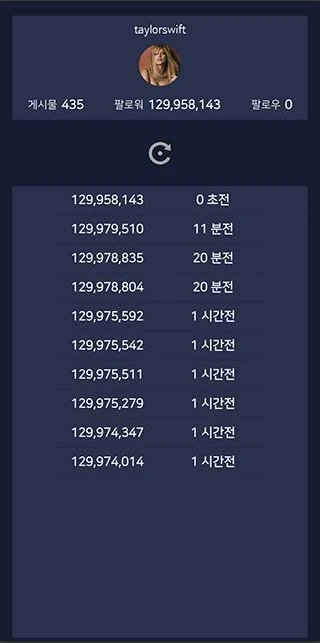 taylorswift
게시물 435 팔로워 129,958,143 팔로우 0
129,958,143 0 초전
129,979,510 11 분전
129,978,835 20 분전
129,978,804 20 분전
129,975,592 1 시간전
129,975,542 1 시간전
129,975,511 1 시간전
129,975,279 1 시간전
129,974,347 1 시간전
129,974,014 1 시간전